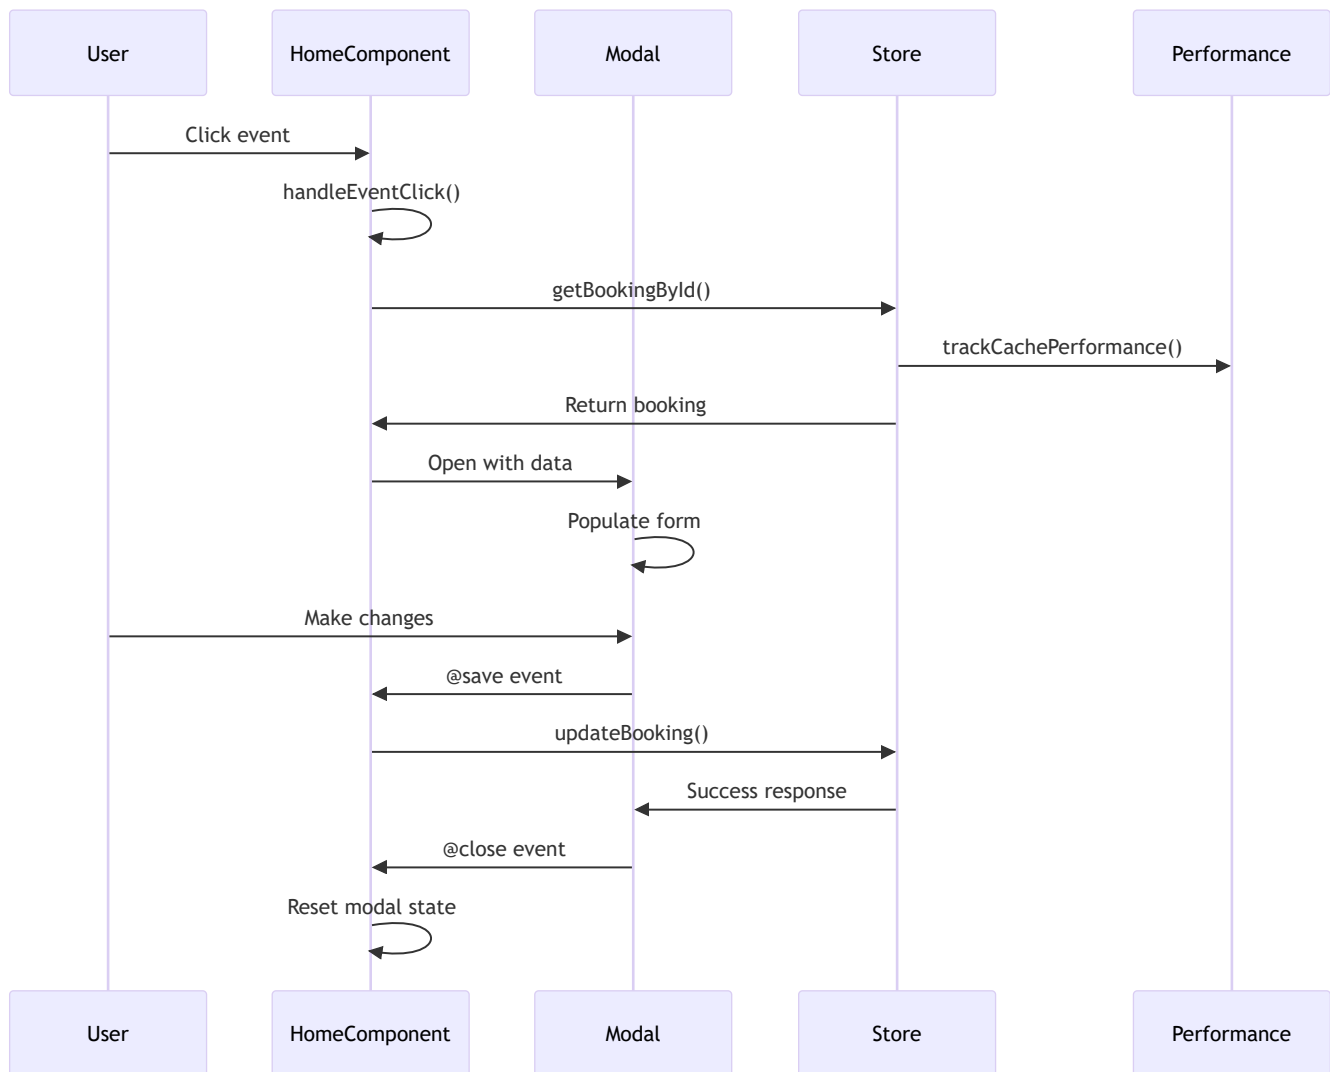 User
HomeComponent
Modal
Store
Performance
Click event
handleEventClick()
getBookingById()
trackCachePerformance()
Return booking
Open with data
Populate form
Make changes
@save event
updateBooking()
Success response
@close event
Reset modal state
User
HomeComponent
Modal
Store
Performance